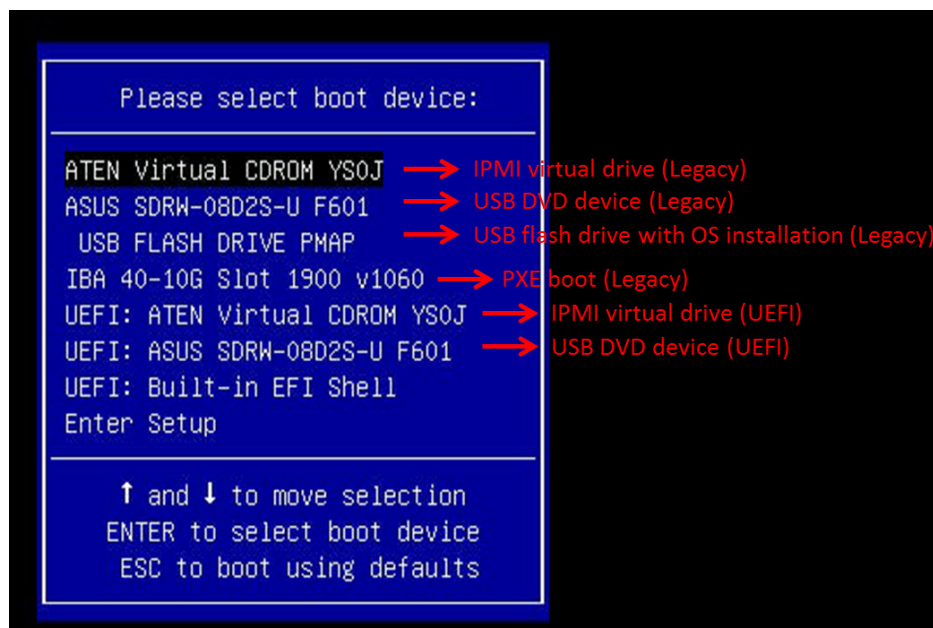 Please select boot device:
ATEN Virtual CDROM YS0J → IPMI virtual drive (Legacy)
ASUS SDRW-08D2S-U F601 → USB DVD device (Legacy)
USB FLASH DRIVE PMAP → USB flash drive with OS installation (Legacy)
IBA 40-10G Slot 1900 v1060 → PXE boot (Legacy)
UEFI: ATEN Virtual CDROM YS0J → IPMI virtual drive (UEFI)
UEFI: ASUS SDRW-08D2S-U F601 → USB DVD device (UEFI)
UEFI: Built-in EFI Shell
Enter Setup
↑ and ↓ to move selection
ENTER to select boot device
ESC to boot using defaults